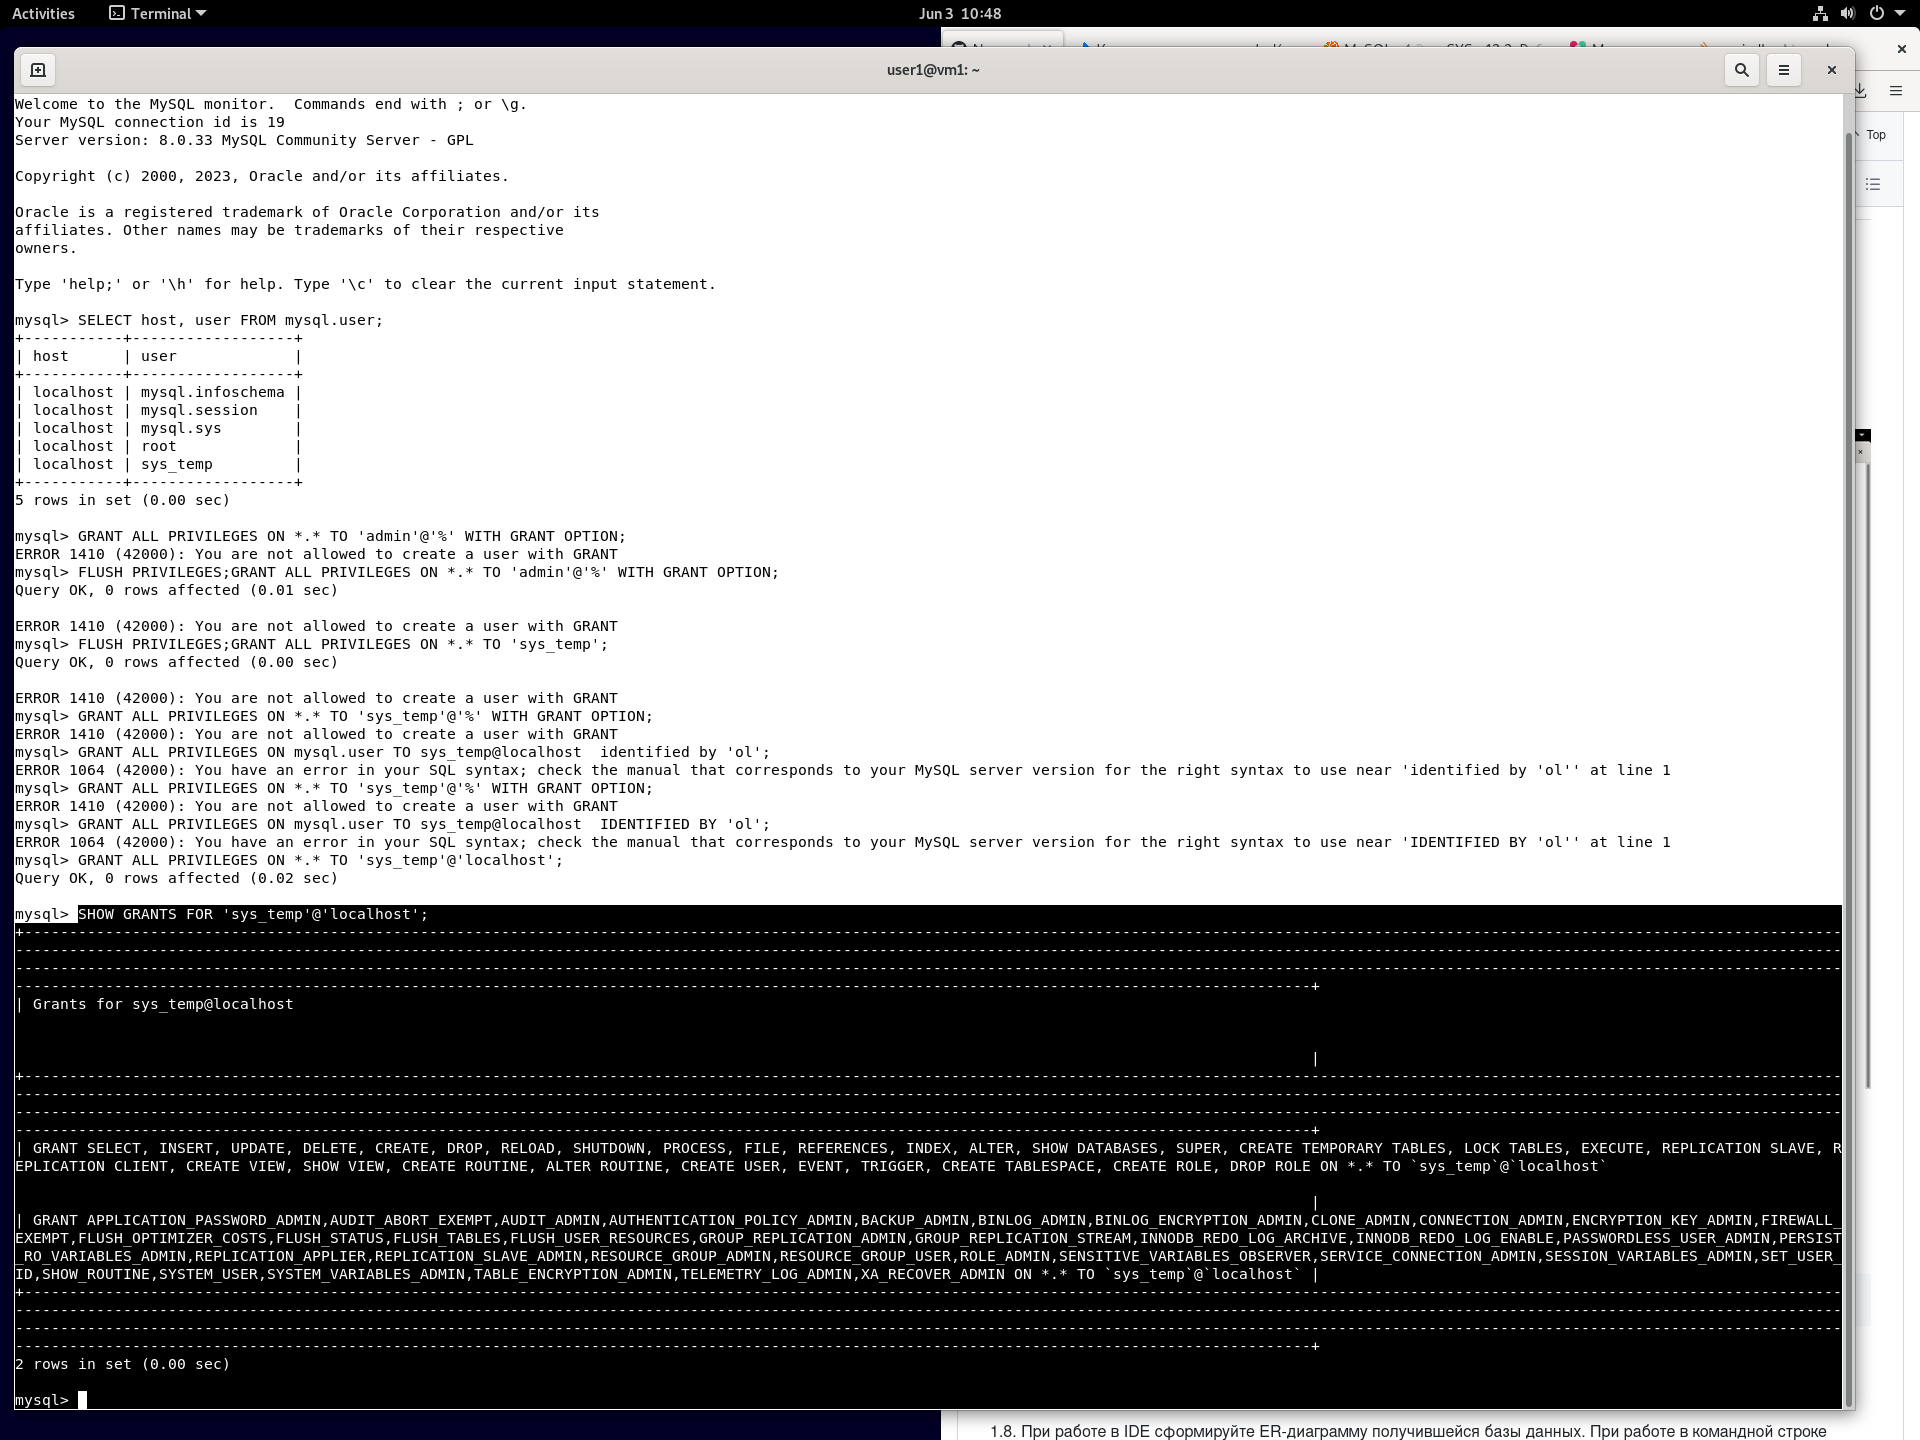 Activities Terminal Jun 3 10:48
user1@vm1: ~
Top
Welcome to the MySQL monitor.  Commands end with ; or \g.
Your MySQL connection id is 19
Server version: 8.0.33 MySQL Community Server - GPL
Copyright (c) 2000, 2023, Oracle and/or its affiliates.
Oracle is a registered trademark of Oracle Corporation and/or its
affiliates. Other names may be trademarks of their respective
owners.
Type 'help;' or '\h' for help. Type '\c' to clear the current input statement.
mysql> SELECT host, user FROM mysql.user;
+-----------+------------------+
| host      | user             |
+-----------+------------------+
| localhost | mysql.infoschema |
| localhost | mysql.session    |
| localhost | mysql.sys        |
| localhost | root             |
| localhost | sys_temp         |
+-----------+------------------+
5 rows in set (0.00 sec)
mysql> GRANT ALL PRIVILEGES ON *.* TO 'admin'@'%' WITH GRANT OPTION;
ERROR 1410 (42000): You are not allowed to create a user with GRANT
mysql> FLUSH PRIVILEGES;GRANT ALL PRIVILEGES ON *.* TO 'admin'@'%' WITH GRANT OPTION;
Query OK, 0 rows affected (0.01 sec)
ERROR 1410 (42000): You are not allowed to create a user with GRANT
mysql> FLUSH PRIVILEGES;GRANT ALL PRIVILEGES ON *.* TO 'sys_temp';
Query OK, 0 rows affected (0.00 sec)
ERROR 1410 (42000): You are not allowed to create a user with GRANT
mysql> GRANT ALL PRIVILEGES ON *.* TO 'sys_temp'@'%' WITH GRANT OPTION;
ERROR 1410 (42000): You are not allowed to create a user with GRANT
mysql> GRANT ALL PRIVILEGES ON mysql.user TO sys_temp@localhost  identified by 'ol';
ERROR 1064 (42000): You have an error in your SQL syntax; check the manual that corresponds to your MySQL server version for the right syntax to use near 'identified by 'ol'' at line 1
mysql> GRANT ALL PRIVILEGES ON *.* TO 'sys_temp'@'%' WITH GRANT OPTION;
ERROR 1410 (42000): You are not allowed to create a user with GRANT
mysql> GRANT ALL PRIVILEGES ON mysql.user TO sys_temp@localhost  IDENTIFIED BY 'ol';
ERROR 1064 (42000): You have an error in your SQL syntax; check the manual that corresponds to your MySQL server version for the right syntax to use near 'IDENTIFIED BY 'ol'' at line 1
mysql> GRANT ALL PRIVILEGES ON *.* TO 'sys_temp'@'localhost';
Query OK, 0 rows affected (0.02 sec)
mysql> SHOW GRANTS FOR 'sys_temp'@'localhost';
| Grants for sys_temp@localhost
|
| GRANT SELECT, INSERT, UPDATE, DELETE, CREATE, DROP, RELOAD, SHUTDOWN, PROCESS, FILE, REFERENCES, INDEX, ALTER, SHOW DATABASES, SUPER, CREATE TEMPORARY TABLES, LOCK TABLES, EXECUTE, REPLICATION SLAVE, R
EPLICATION CLIENT, CREATE VIEW, SHOW VIEW, CREATE ROUTINE, ALTER ROUTINE, CREATE USER, EVENT, TRIGGER, CREATE TABLESPACE, CREATE ROLE, DROP ROLE ON *.* TO `sys_temp`@`localhost`
|
| GRANT APPLICATION_PASSWORD_ADMIN,AUDIT_ABORT_EXEMPT,AUDIT_ADMIN,AUTHENTICATION_POLICY_ADMIN,BACKUP_ADMIN,BINLOG_ADMIN,BINLOG_ENCRYPTION_ADMIN,CLONE_ADMIN,CONNECTION_ADMIN,ENCRYPTION_KEY_ADMIN,FIREWALL_
EXEMPT,FLUSH_OPTIMIZER_COSTS,FLUSH_STATUS,FLUSH_TABLES,FLUSH_USER_RESOURCES,GROUP_REPLICATION_ADMIN,GROUP_REPLICATION_STREAM,INNODB_REDO_LOG_ARCHIVE,INNODB_REDO_LOG_ENABLE,PASSWORDLESS_USER_ADMIN,PERSIST
_RO_VARIABLES_ADMIN,REPLICATION_APPLIER,REPLICATION_SLAVE_ADMIN,RESOURCE_GROUP_ADMIN,RESOURCE_GROUP_USER,ROLE_ADMIN,SENSITIVE_VARIABLES_OBSERVER,SERVICE_CONNECTION_ADMIN,SESSION_VARIABLES_ADMIN,SET_USER_
ID,SHOW_ROUTINE,SYSTEM_USER,SYSTEM_VARIABLES_ADMIN,TABLE_ENCRYPTION_ADMIN,TELEMETRY_LOG_ADMIN,XA_RECOVER_ADMIN ON *.* TO `sys_temp`@`localhost` |
2 rows in set (0.00 sec)
mysql>
1.8. При работе в IDE сформируйте ER-диаграмму получившейся базы данных. При работе в командной строке